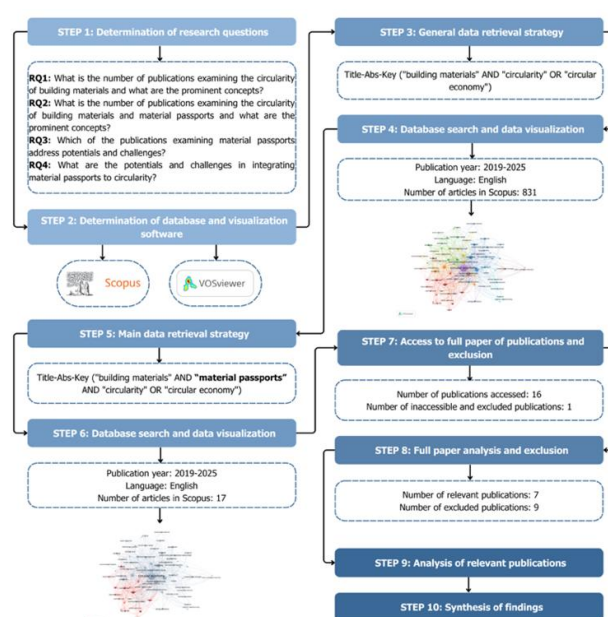 STEP 1: Determination of research questions
RQ1: What is the number of publications examining the circularity
of building materials and what are the prominent concepts?
RQ2: What is the number of publications examining the circularity
of building materials and material passports and what are the
prominent concepts?
RQ3: Which of the publications examining material passports
address potentials and challenges?
RQ4: What are the potentials and challenges in integrating
material passports to circularity?
STEP 2: Determination of database and visualization
software
Scopus
VOSviewer
STEP 3: General data retrieval strategy
Title-Abs-Key ("building materials" AND "circularity" OR "circular
economy")
STEP 4: Database search and data visualization
Publication year: 2019-2025
Language: English
Number of articles in Scopus: 831
STEP 5: Main data retrieval strategy
Title-Abs-Key ("building materials" AND "material passports"
AND "circularity" OR "circular economy")
STEP 6: Database search and data visualization
Publication year: 2019-2025
Language: English
Number of articles in Scopus: 17
STEP 7: Access to full paper of publications and
exclusion
Number of publications accessed: 16
Number of inaccessible and excluded publications: 1
STEP 8: Full paper analysis and exclusion
Number of relevant publications: 7
Number of excluded publications: 9
STEP 9: Analysis of relevant publications
STEP 10: Synthesis of findings